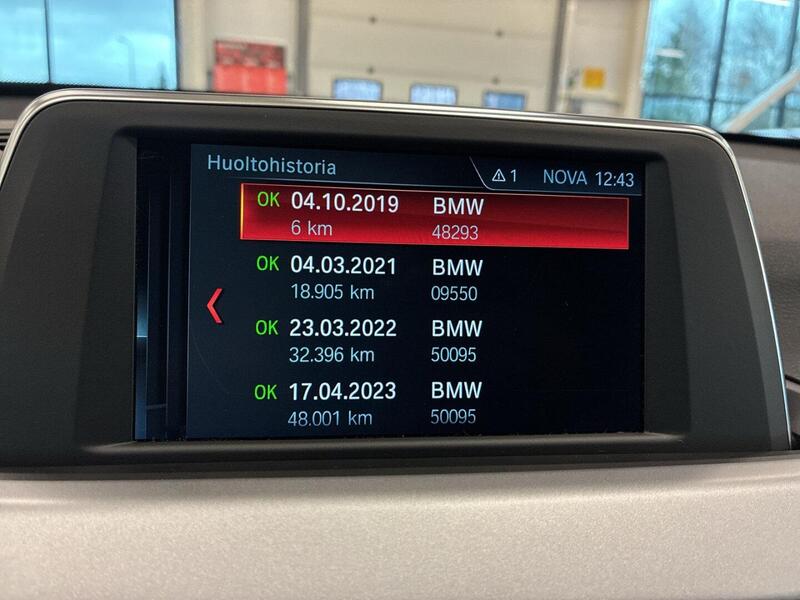 Huoltohistoria
1 NOVA 12:43
OK 04.10.2019 BMW
6 km 48293
OK 04.03.2021 BMW
18.905 km 09550
OK 23.03.2022 BMW
32.396 km 50095
OK 17.04.2023 BMW
48.001 km 50095